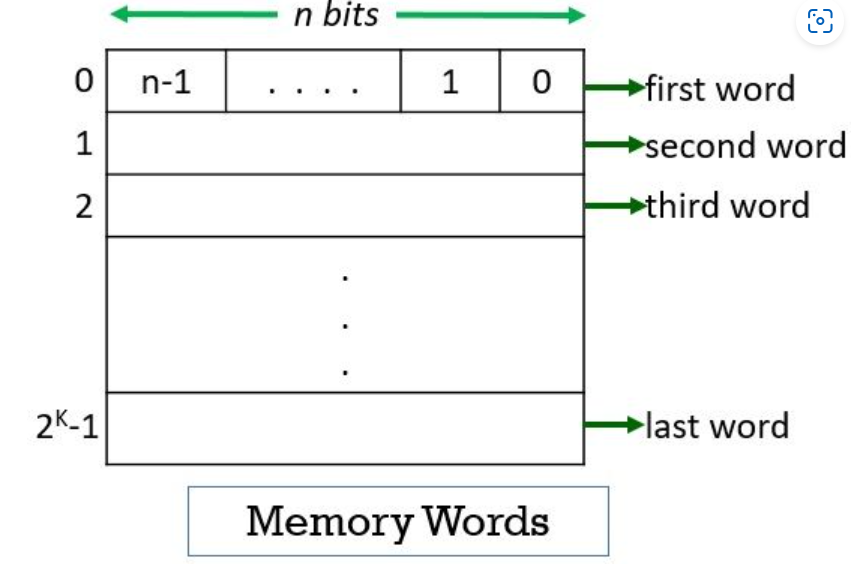 n bits
0 n-1 . . . . 1 0 first word
1 second word
2 third word
.
.
.
2ᴷ-1 last word
Memory Words